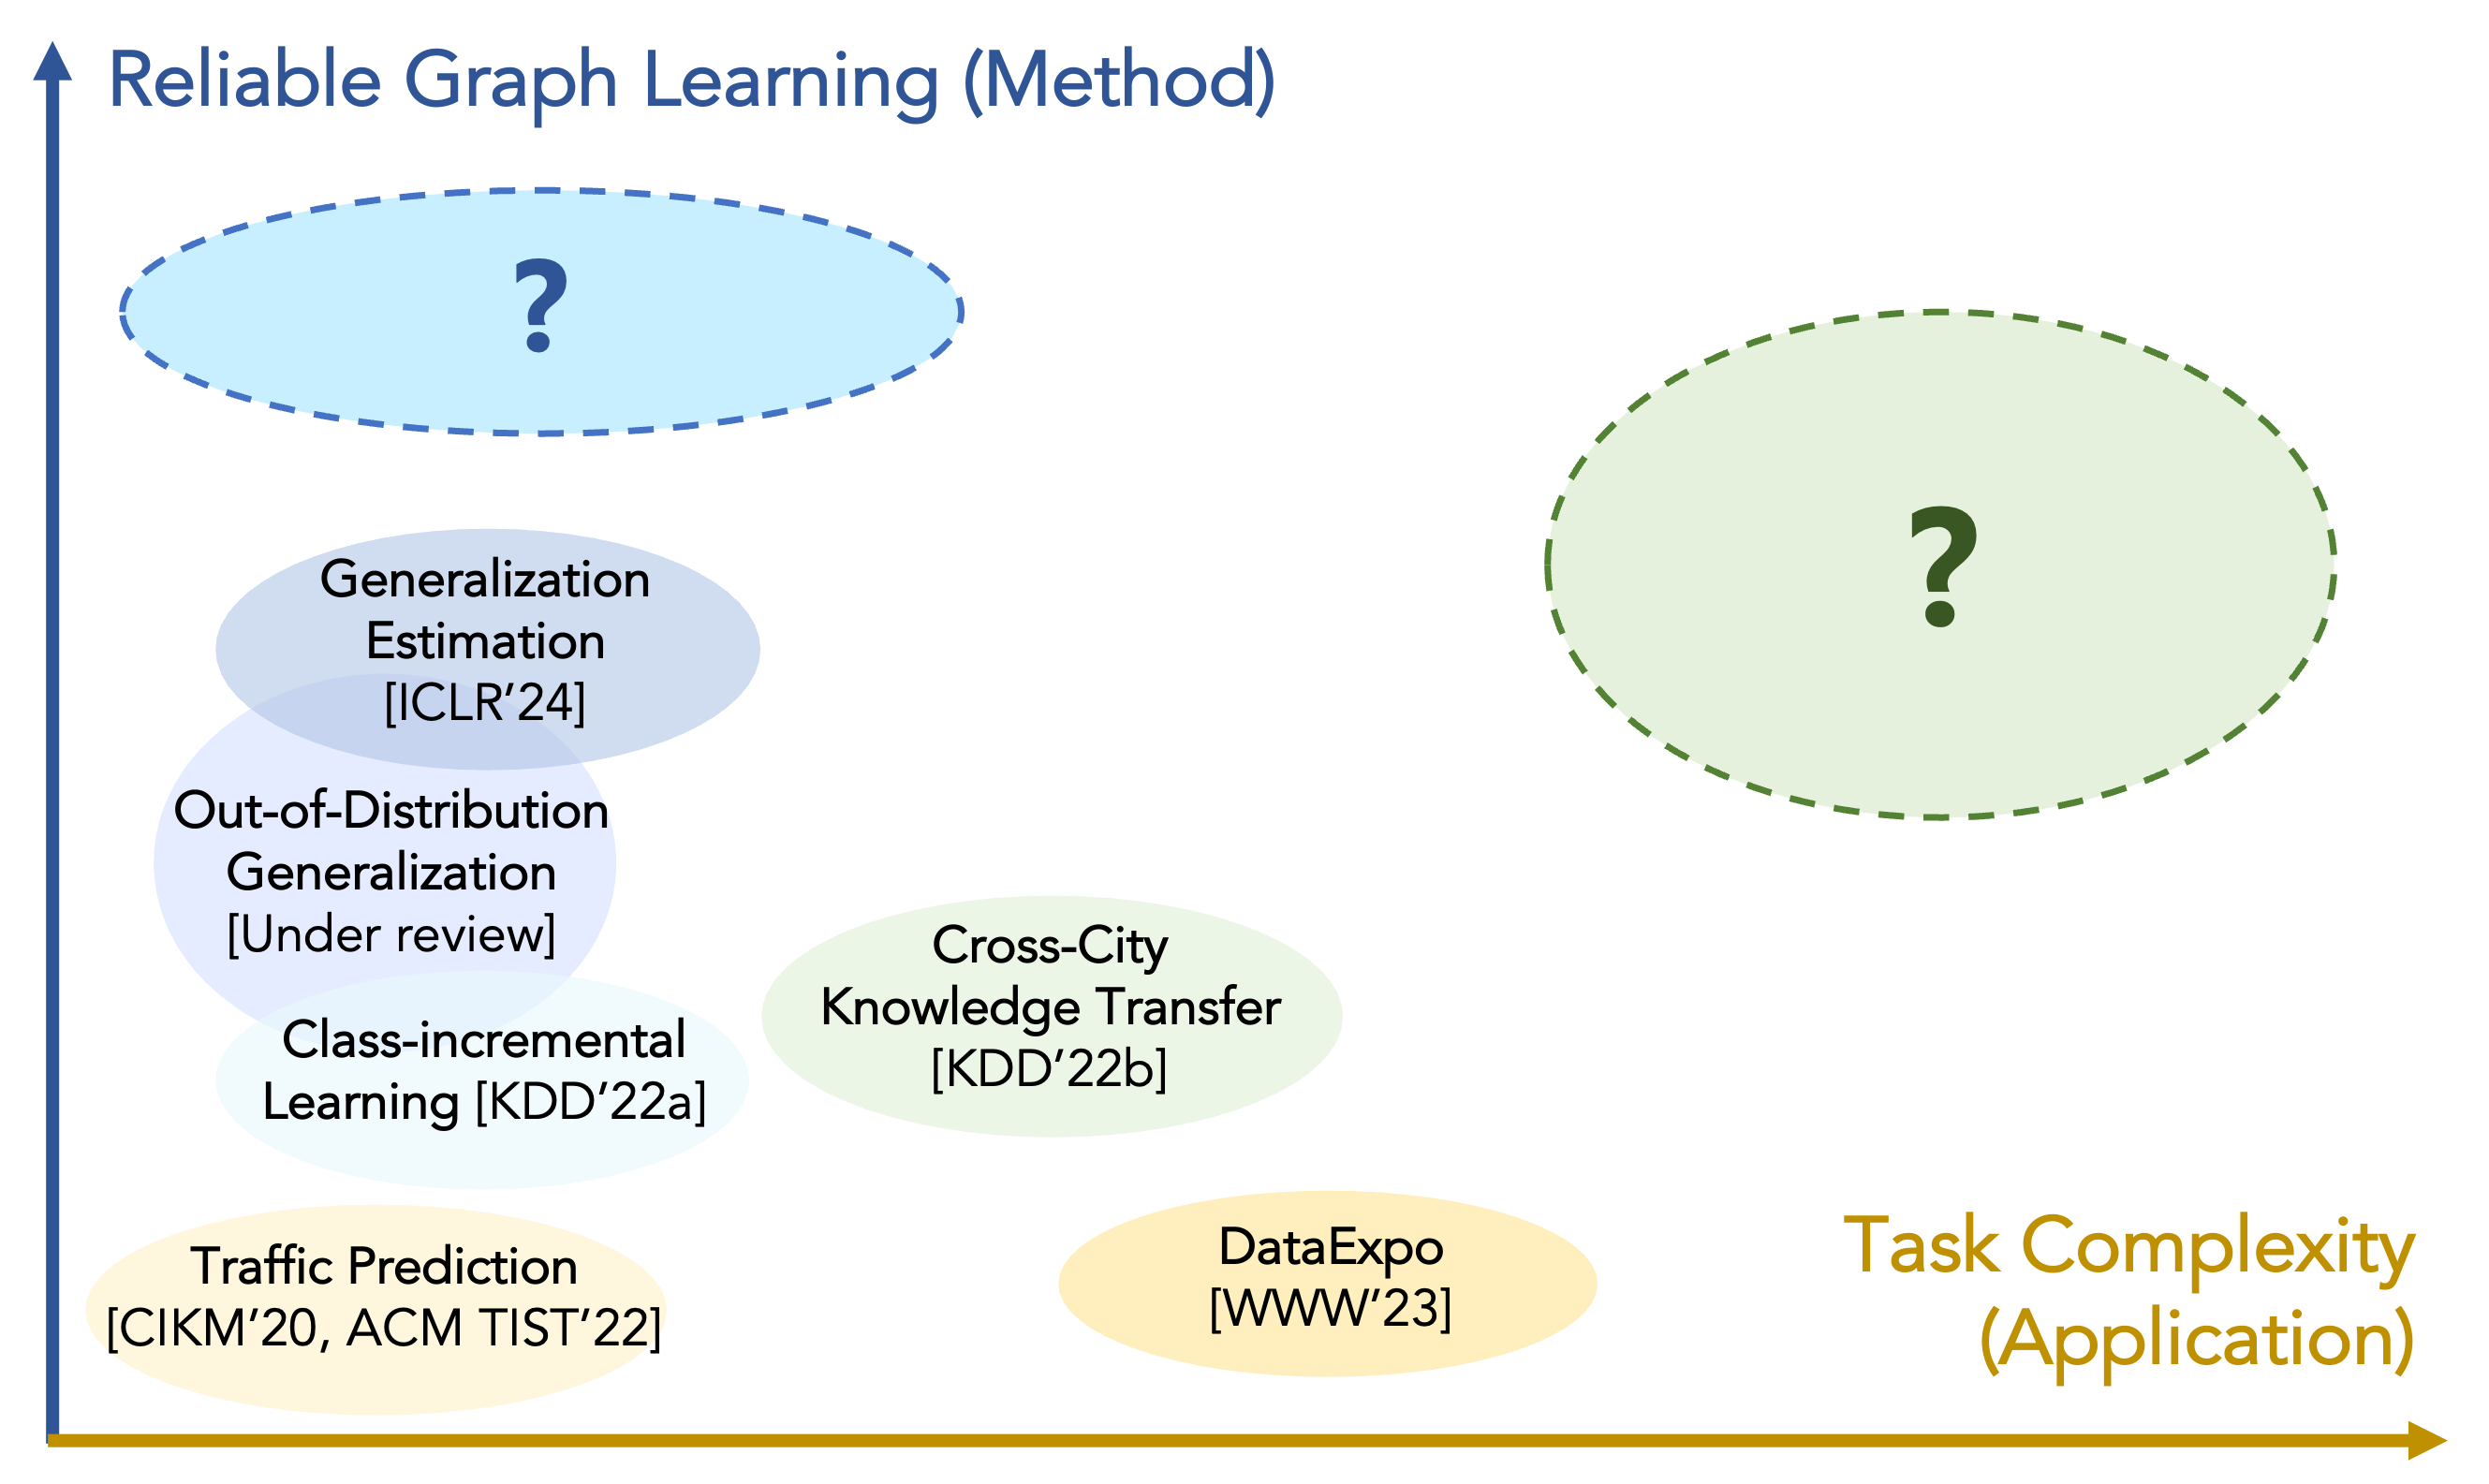 Reliable Graph Learning (Method)
?
?
Generalization
Estimation
[ICLR’24]
Out-of-Distribution
Generalization
[Under review]
Class-incremental
Learning [KDD’22a]
Cross-City
Knowledge Transfer
[KDD’22b]
Traffic Prediction
[CIKM’20, ACM TIST’22]
DataExpo
[WWW’23]
Task Complexity
(Application)